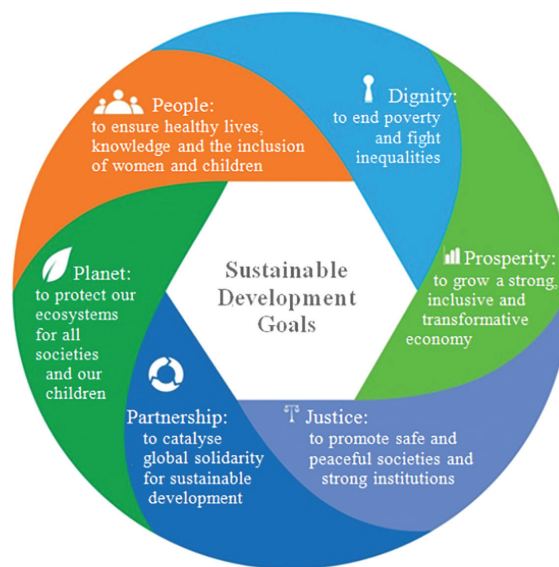 Dignity:
to end poverty
and fight
inequalities
Prosperity:
to grow a strong,
inclusive and
transformative
economy
Justice:
to promote safe and
peaceful societies and
strong institutions
Partnership:
to catalyse
global solidarity
for sustainable
development
Planet:
to protect our
ecosystems
for all
societies
and our
children
People:
to ensure healthy lives,
knowledge and the inclusion
of women and children
Sustainable
Development
Goals